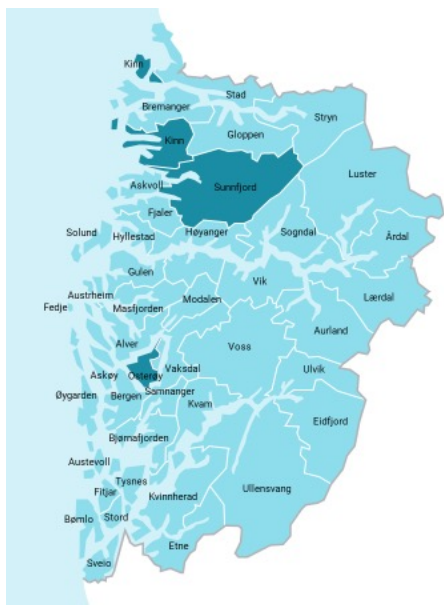 Kinn
Stad
Bremanger
Stryn
Gloppen
Kinn
Luster
Askvoll
Sunnfjord
Fjaler
Solund
Hyllestad
Høyanger
Sogndal
Årdal
Gulen
Vik
Lærdal
Austrheim
Modalen
Fedje
Masfjorden
Aurland
Alver
Voss
Askøy
Osterøy
Vaksdal
Ulvik
Øygarden
Bergen
Samnanger
Kvam
Eidfjord
Bjørnafjorden
Austevoll
Tysnes
Ullensvang
Fitjar
Kvinnherad
Bømlo
Stord
Etne
Sveio